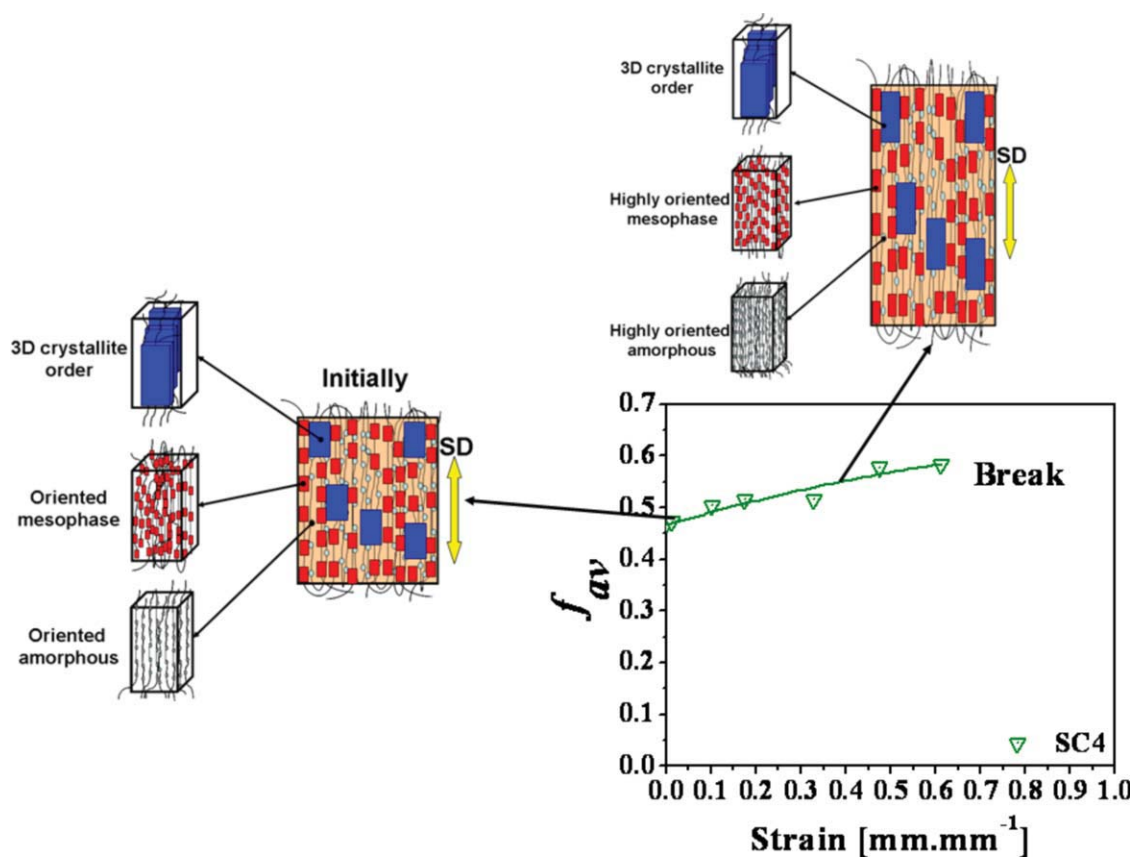 3D crystallite
order
Highly oriented
mesophase
Highly oriented
amorphous
SD
3D crystallite
order
Oriented
mesophase
Oriented
amorphous
Initially
SD
0.7
0.6
0.5
0.4
0.3
0.2
0.1
0.0
f av
Break
SC4
0.0 0.1 0.2 0.3 0.4 0.5 0.6 0.7 0.8 0.9 1.0
Strain [mm.mm⁻¹]